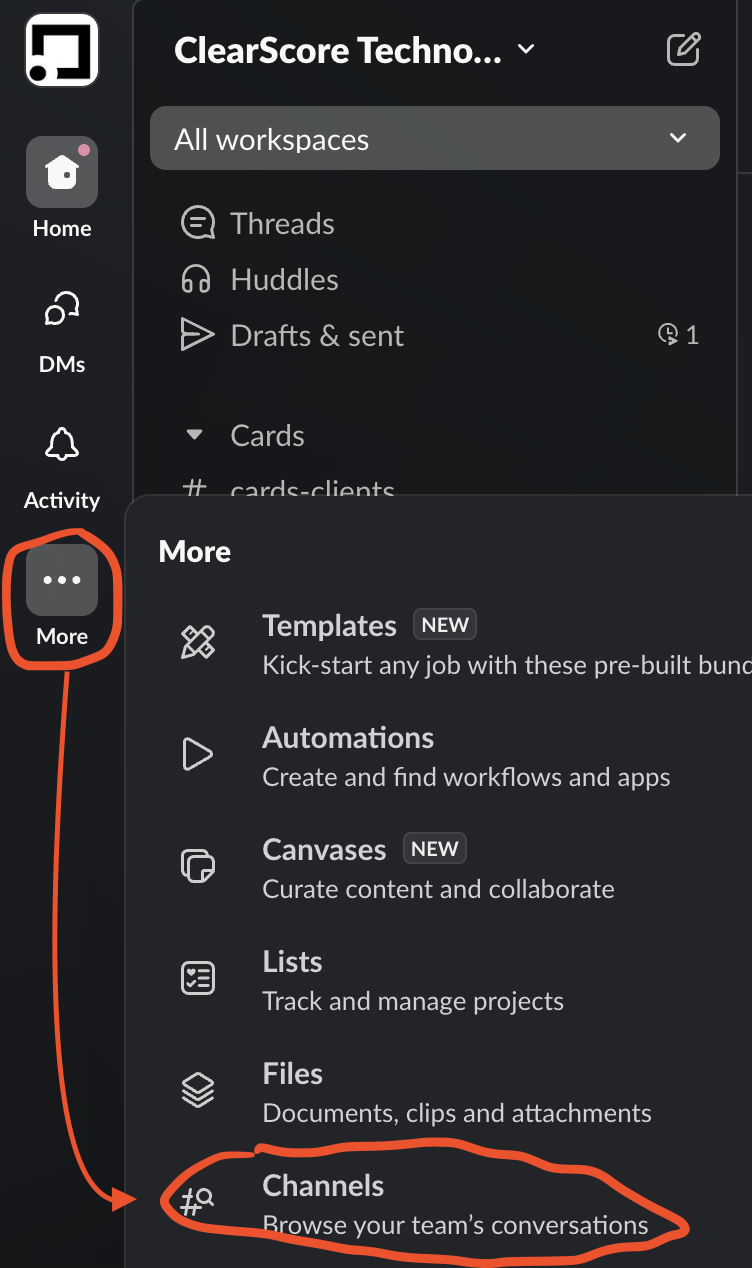 ClearScore Techno...
All workspaces
Home
Threads
Huddles
DMs
Drafts & sent
1
Cards
Activity
# cards-clients
More
More
Templates NEW
Kick-start any job with these pre-built bund
Automations
Create and find workflows and apps
Canvases NEW
Curate content and collaborate
Lists
Track and manage projects
Files
Documents, clips and attachments
Channels
Browse your team's conversations